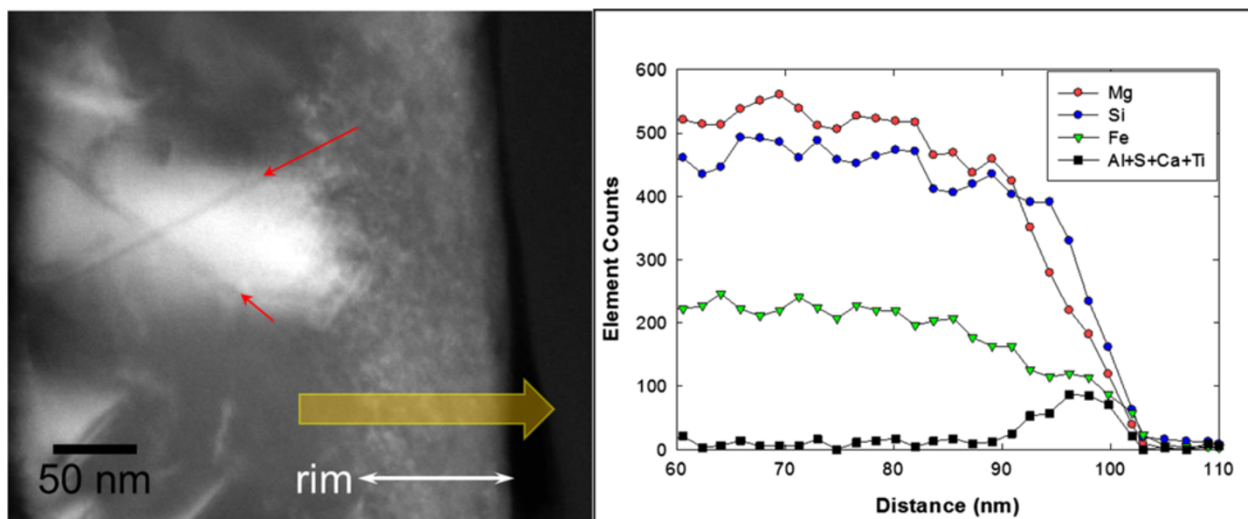 50 nm
rim
600
500
400
300
200
100
0
Element Counts
60 70 80 90 100 110
Distance (nm)
Mg
Si
Fe
Al+S+Ca+Ti